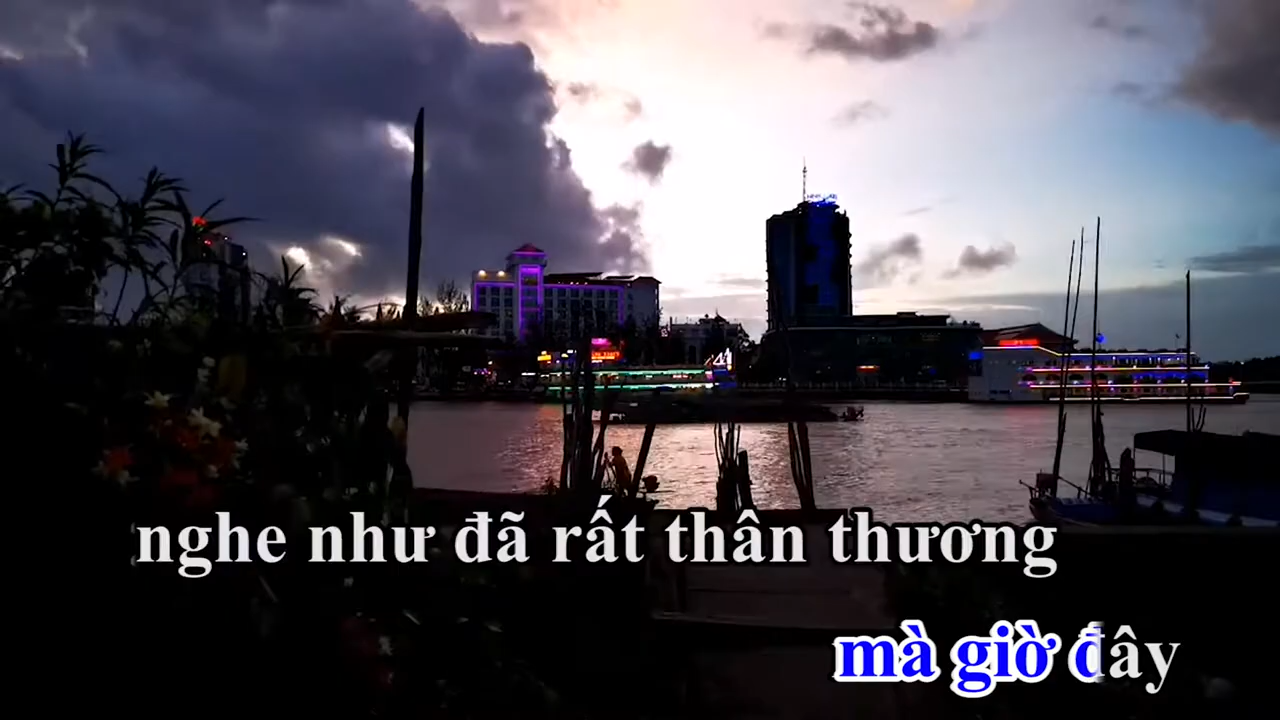 nghe như đã rất thân thương
mà giờ đây